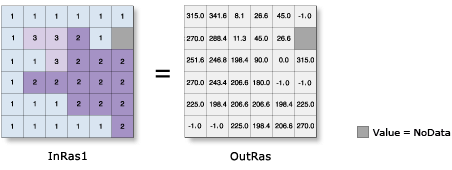 1 1 1 1 1 1
1 3 3 2 1
1 1 3 2 2 2
1 2 2 2 2 2
1 1 1 2 2 2
1 1 1 1 1 2
=
315.0 341.6 8.1 26.6 45.0 -1.0
270.0 288.4 11.3 45.0 26.6
251.6 246.8 198.4 90.0 0.0 315.0
270.0 243.4 206.6 180.0 -1.0 -1.0
225.0 198.4 206.6 206.6 198.4 225.0
-1.0 -1.0 225.0 198.4 206.6 270.0
InRas1
OutRas
Value = NoData